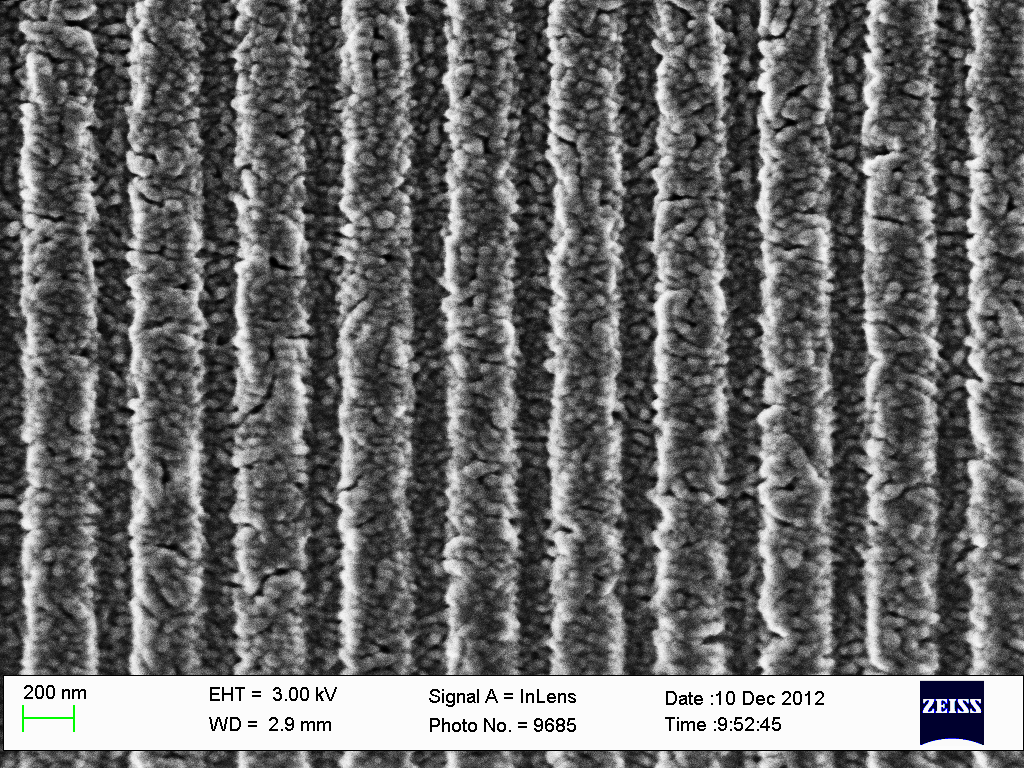 200 nm
EHT = 3.00 kV
WD = 2.9 mm
Signal A = InLens
Photo No. = 9685
Date :10 Dec 2012
Time :9:52:45
ZEISS